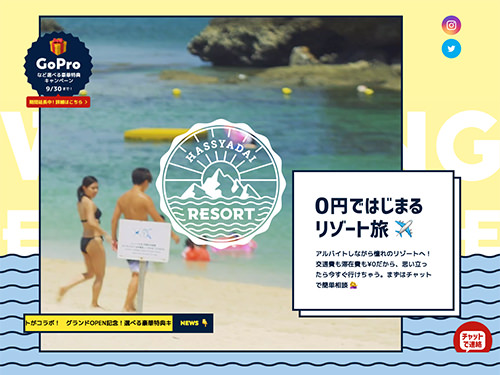 GoPro
など選べる豪華特典
キャンペーン
9/30まで!
期間延長中!詳細はこちら
HASSYADAI
RESORT
0円ではじまる
リゾート旅
アルバイトしながら憧れのリゾートへ!
交通費も滞在費も¥0だから、思い立っ
たら今すぐ行けちゃう。まずはチャット
で簡単相談
トがコラボ! グランドOPEN記念!選べる豪華特典キ
NEWS
チャット
で連絡